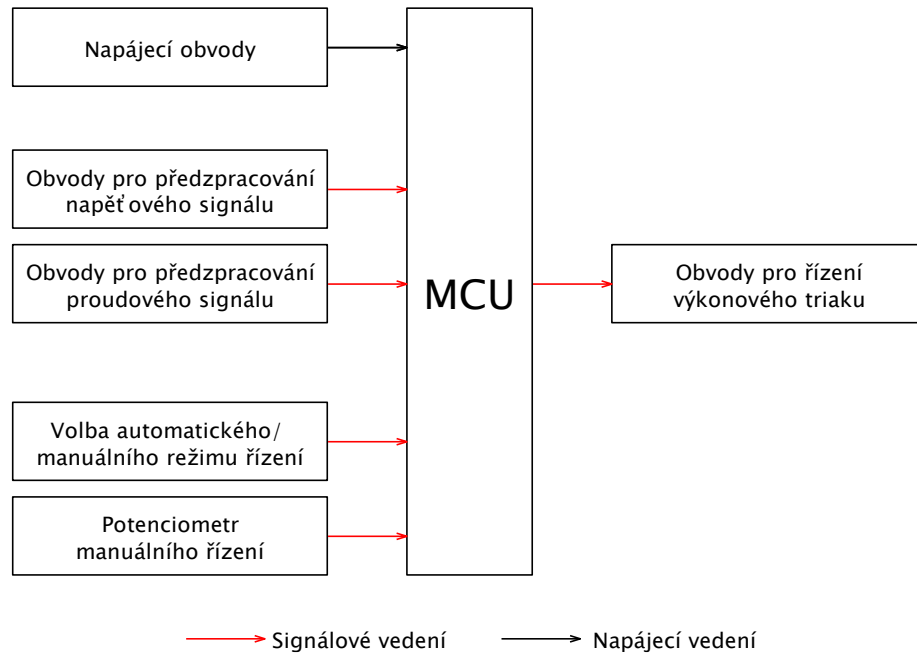 Napájecí obvody
Obvody pro předzpracování
napěťového signálu
Obvody pro předzpracování
proudového signálu
MCU
Obvody pro řízení
výkonového triaku
Volba automatického/
manuálního režimu řízení
Potenciometr
manuálního řízení
Signálové vedení
Napájecí vedení